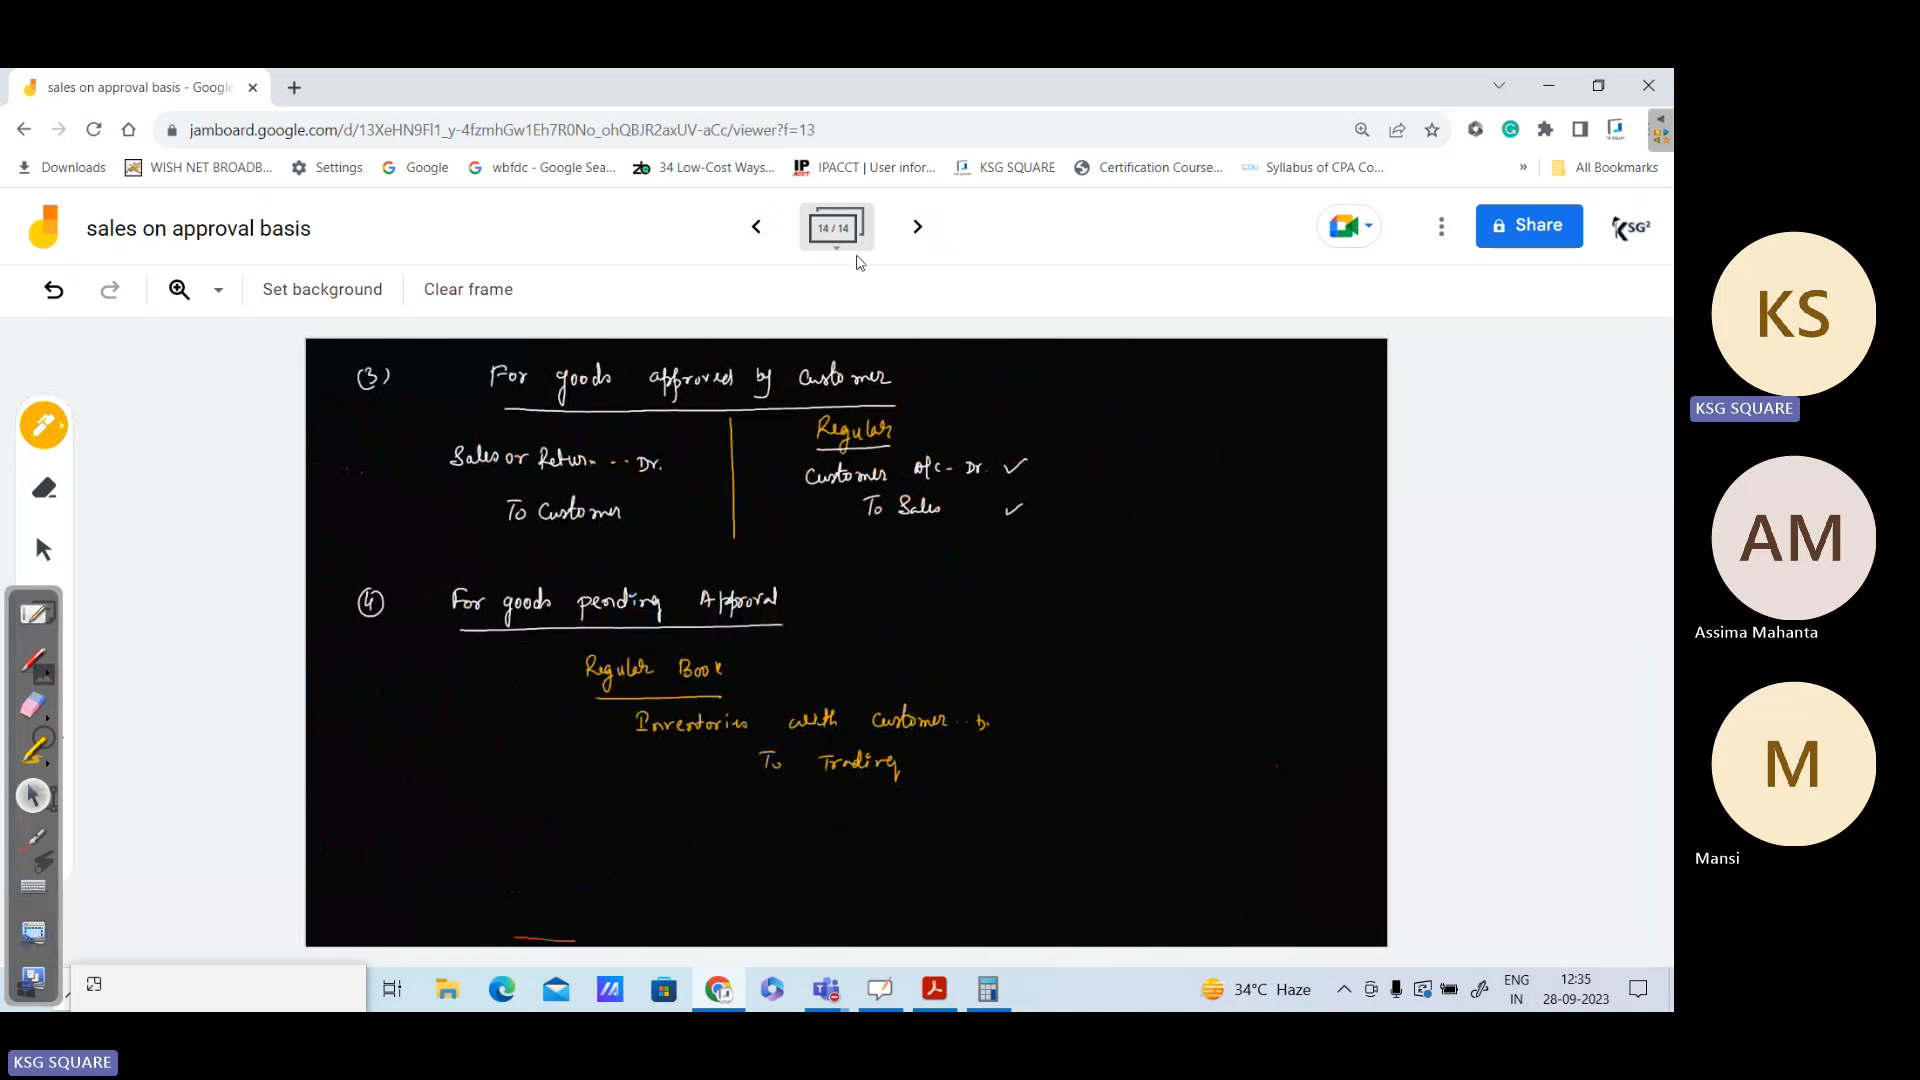 sales on approval basis - Google
jamboard.google.com/d/13XeHN9Fl1_y-4fzmhGw1Eh7R0No_ohQBJR2axUV-aCc/viewer?f=13
Downloads WISH NET BROADB... Settings Google wbfdc - Google Sea... 34 Low-Cost Ways... IPACCT | User infor... KSG SQUARE Certification Course... Syllabus of CPA Co... » All Bookmarks
sales on approval basis
14 / 14
Share
KSG²
Set background Clear frame
(3) For goods approved by Customer
Regular
Sales or Return ... Dr.
Customer A/c - Dr. ✓
To Customer
To Sales ✓
(4) For goods pending Approval
Regular Book
Inventories with Customer .. Dr
To Trading
KS
KSG SQUARE
AM
Assima Mahanta
M
Mansi
34°C Haze
ENG
IN
12:35
28-09-2023
KSG SQUARE